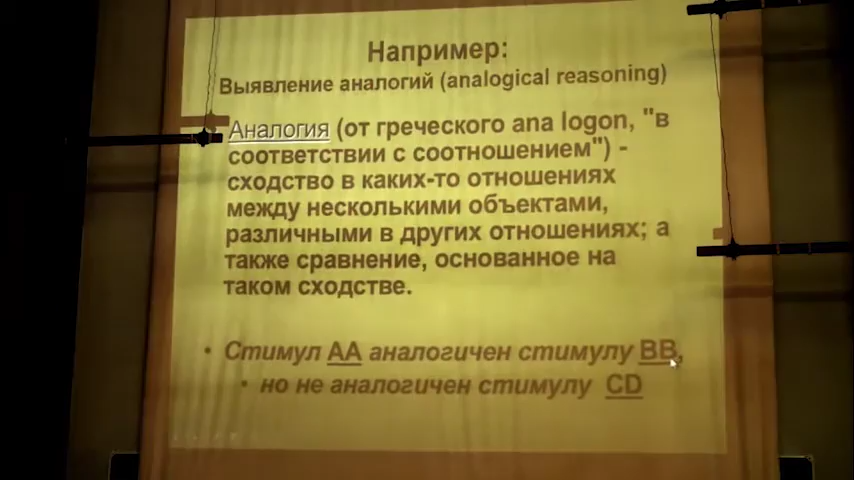 Например:
Выявление аналогий (analogical reasoning)
Аналогия (от греческого ana logon, "в
соответствии с соотношением") -
сходство в каких-то отношениях
между несколькими объектами,
различными в других отношениях; а
также сравнение, основанное на
таком сходстве.
• Стимул AA аналогичен стимулу BB,
• но не аналогичен стимулу CD